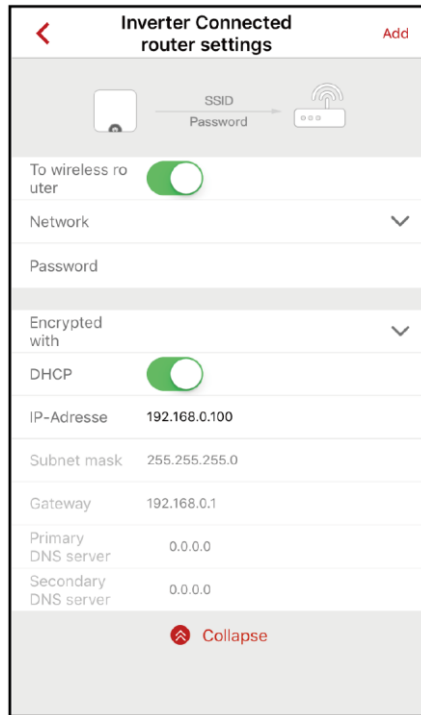 Inverter Connected
router settings
Add
SSID
Password
To wireless ro
uter
Network
Password
Encrypted
with
DHCP
IP-Adresse 192.168.0.100
Subnet mask 255.255.255.0
Gateway 192.168.0.1
Primary
DNS server 0.0.0.0
Secondary
DNS server 0.0.0.0
Collapse